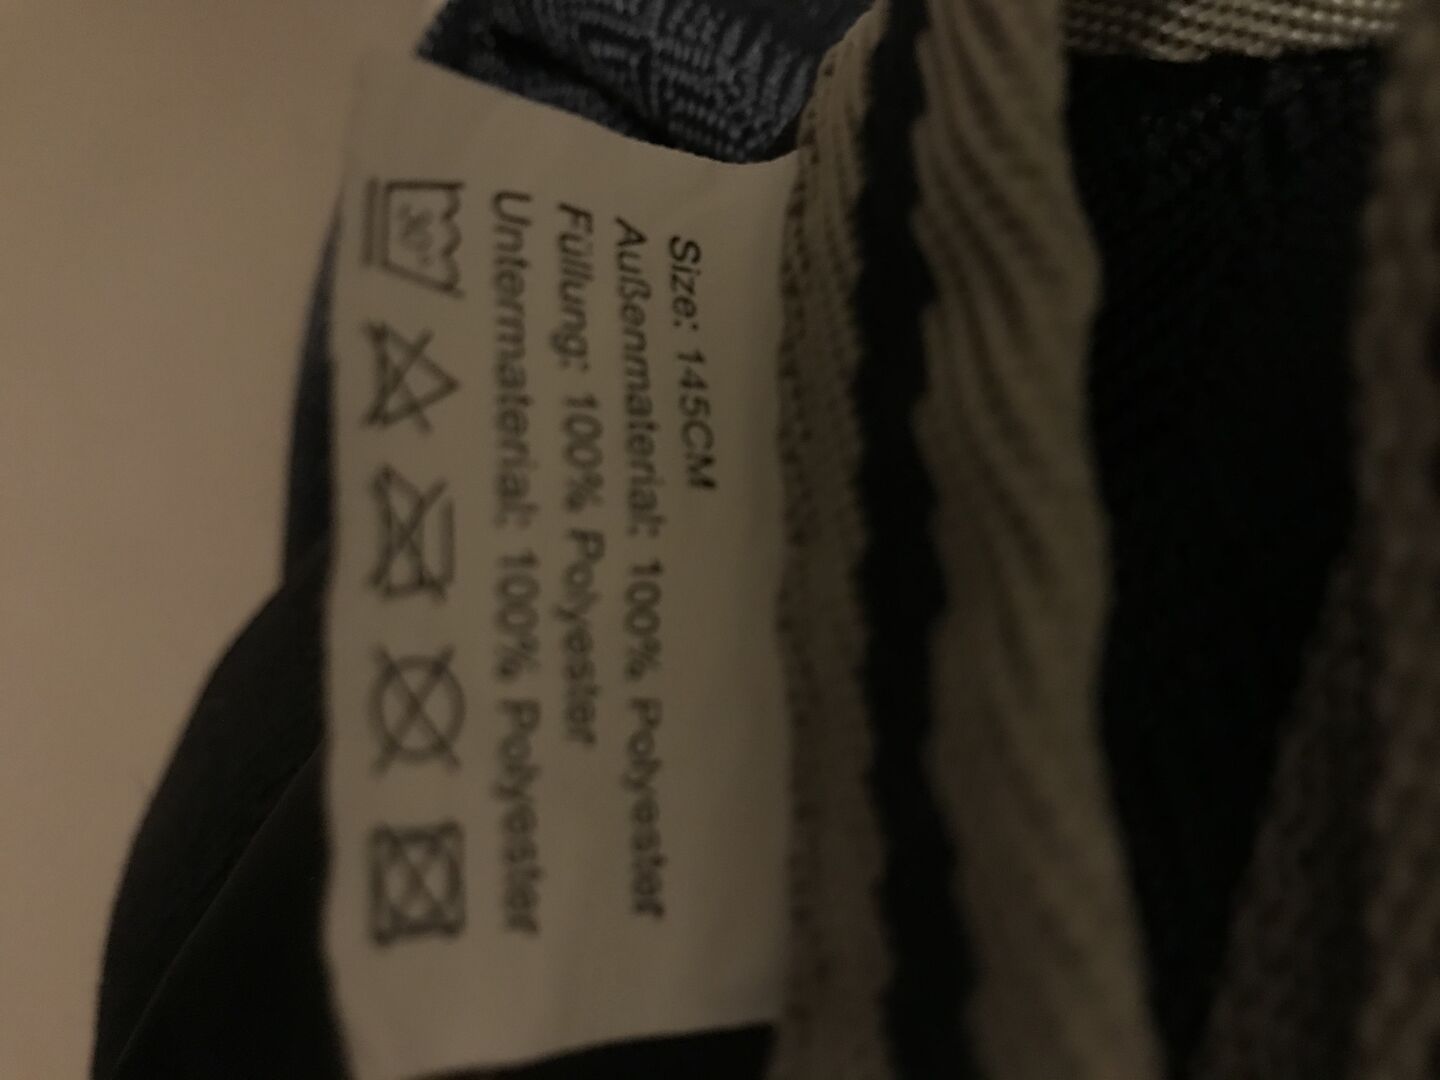 Size: 145CM
Außenmaterial: 100% Polyester
Füllung: 100% Polyester
Untermaterial: 100% Polyester
30°